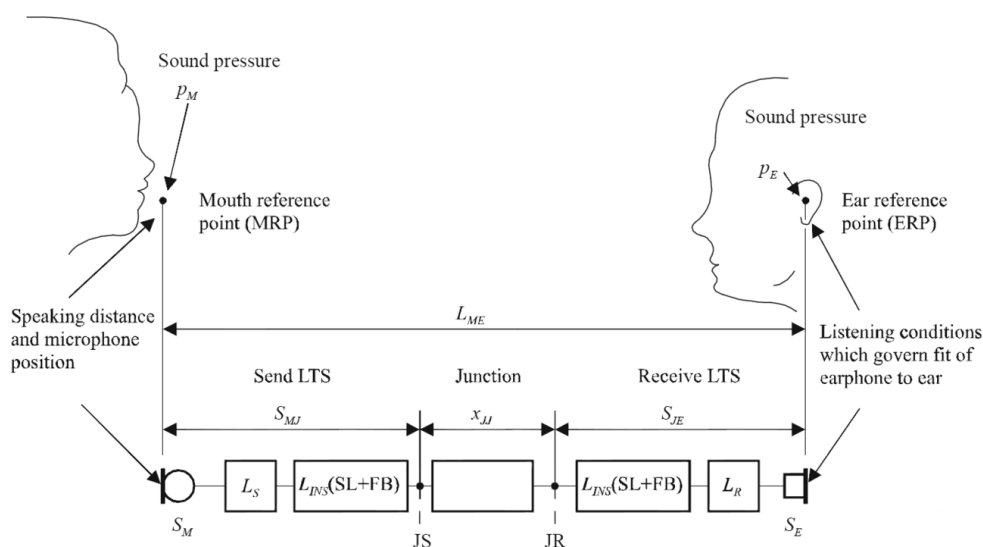 Sound pressure
p_M
Sound pressure
p_E
Mouth reference
point (MRP)
Ear reference
point (ERP)
Speaking distance
and microphone
position
L_ME
Listening conditions
which govern fit of
earphone to ear
Send LTS
Junction
Receive LTS
S_MJ
x_JJ
S_JE
L_S
L_INS(SL+FB)
L_INS(SL+FB)
L_R
S_M
JS
JR
S_E